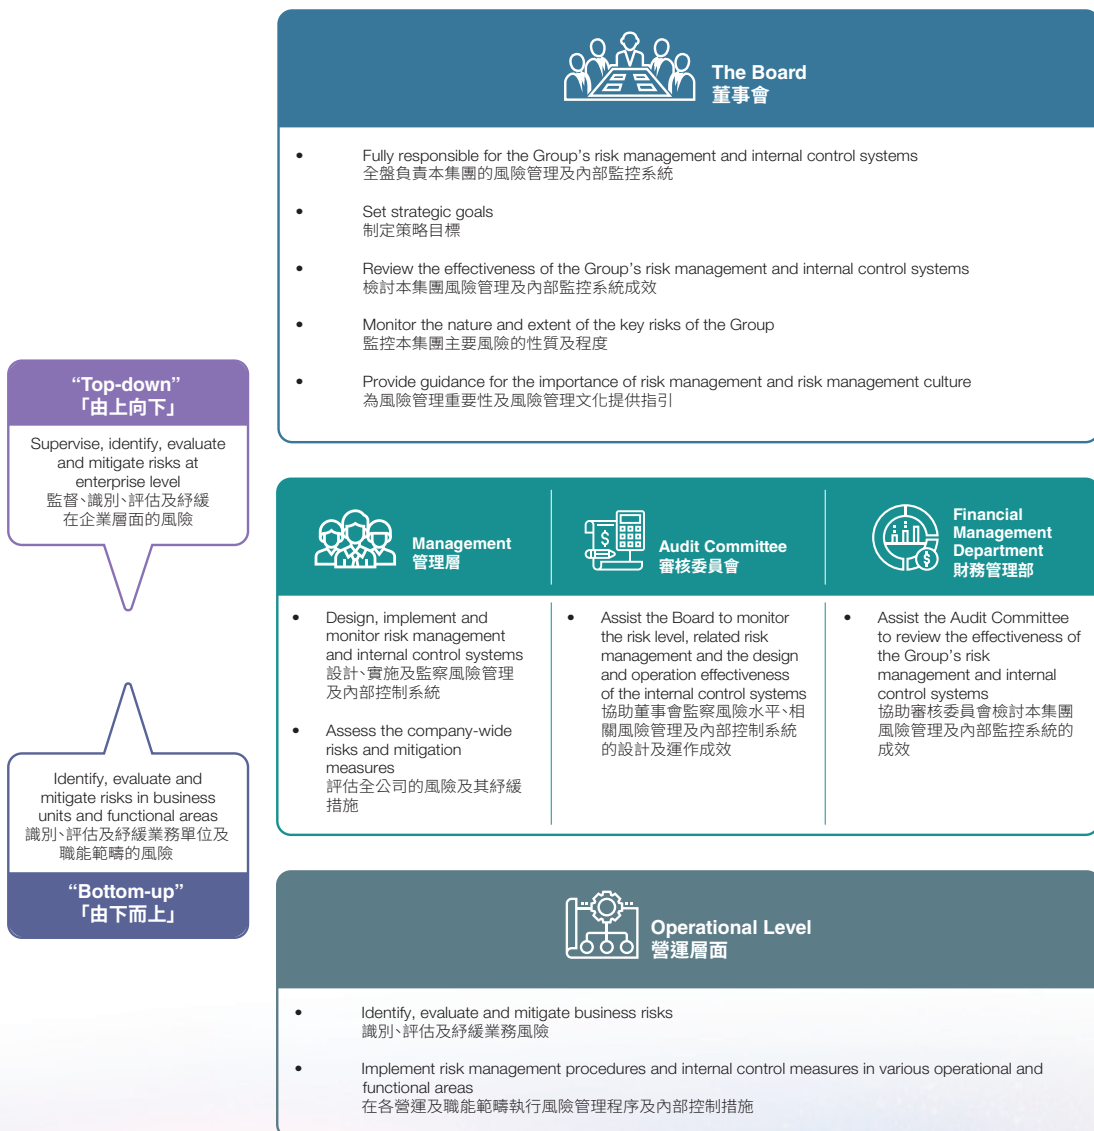 The Board
董事會
• Fully responsible for the Group’s risk management and internal control systems
全盤負責本集團的風險管理及內部監控系統
• Set strategic goals
制定策略目標
• Review the effectiveness of the Group’s risk management and internal control systems
檢討本集團風險管理及內部監控系統成效
• Monitor the nature and extent of the key risks of the Group
監控本集團主要風險的性質及程度
• Provide guidance for the importance of risk management and risk management culture
為風險管理重要性及風險管理文化提供指引
“Top-down”
「由上向下」
Supervise, identify, evaluate
and mitigate risks at
enterprise level
監督、識別、評估及紓緩
在企業層面的風險
Management
管理層
• Design, implement and
monitor risk management
and internal control systems
設計、實施及監察風險管理
及內部控制系統
• Assess the company-wide
risks and mitigation
measures
評估全公司的風險及其紓緩
措施
Audit Committee
審核委員會
• Assist the Board to monitor
the risk level, related risk
management and the design
and operation effectiveness
of the internal control systems
協助董事會監察風險水平、相
關風險管理及內部控制系統
的設計及運作成效
Financial
Management
Department
財務管理部
• Assist the Audit Committee
to review the effectiveness of
the Group’s risk
management and internal
control systems
協助審核委員會檢討本集團
風險管理及內部監控系統的
成效
Identify, evaluate and
mitigate risks in business
units and functional areas
識別、評估及紓緩業務單位及
職能範疇的風險
“Bottom-up”
「由下而上」
Operational Level
營運層面
• Identify, evaluate and mitigate business risks
識別、評估及紓緩業務風險
• Implement risk management procedures and internal control measures in various operational and
functional areas
在各營運及職能範疇執行風險管理程序及內部控制措施